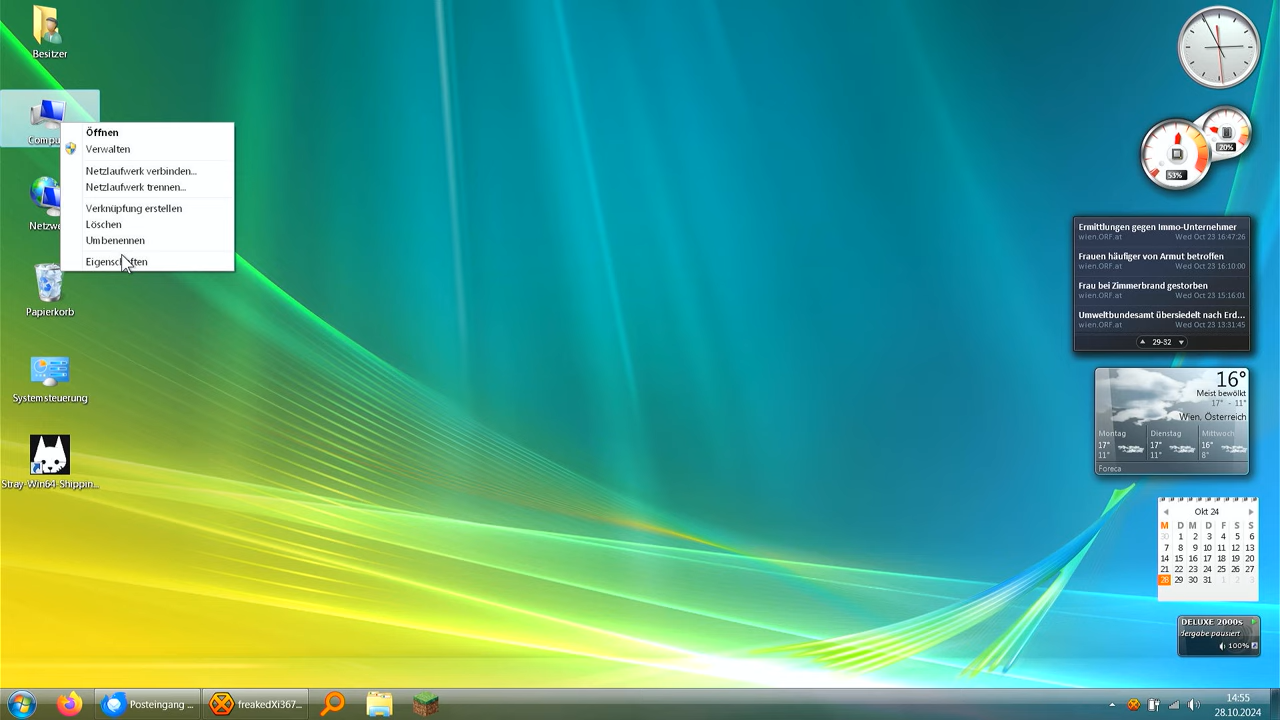 Besitzer
Compu
Öffnen
Verwalten
Netzlaufwerk verbinden...
Netzlaufwerk trennen...
Verknüpfung erstellen
Löschen
Umbenennen
Eigenschaften
Netzwe
Papierkorb
Systemsteuerung
Stray-Win64-Shippin...
20%
53%
Ermittlungen gegen Immo-Unternehmer
wien.ORF.at Wed Oct 23 16:47:26
Frauen häufiger von Armut betroffen
wien.ORF.at Wed Oct 23 16:10:00
Frau bei Zimmerbrand gestorben
wien.ORF.at Wed Oct 23 15:16:01
Umweltbundesamt übersiedelt nach Erd...
wien.ORF.at Wed Oct 23 13:31:45
29-32
16°
Meist bewölkt
17° - 11°
Wien, Österreich
Montag Dienstag Mittwoch
17° 17° 16°
11° 11° 8°
Foreca
Okt 24
M D M D F S S
30 1 2 3 4 5 6
7 8 9 10 11 12 13
14 15 16 17 18 19 20
21 22 23 24 25 26 27
28 29 30 31 1 2 3
DELUXE 2000s
dergabe pausiert
100%
Posteingang ...
freakedXi367...
14:55
28.10.2024